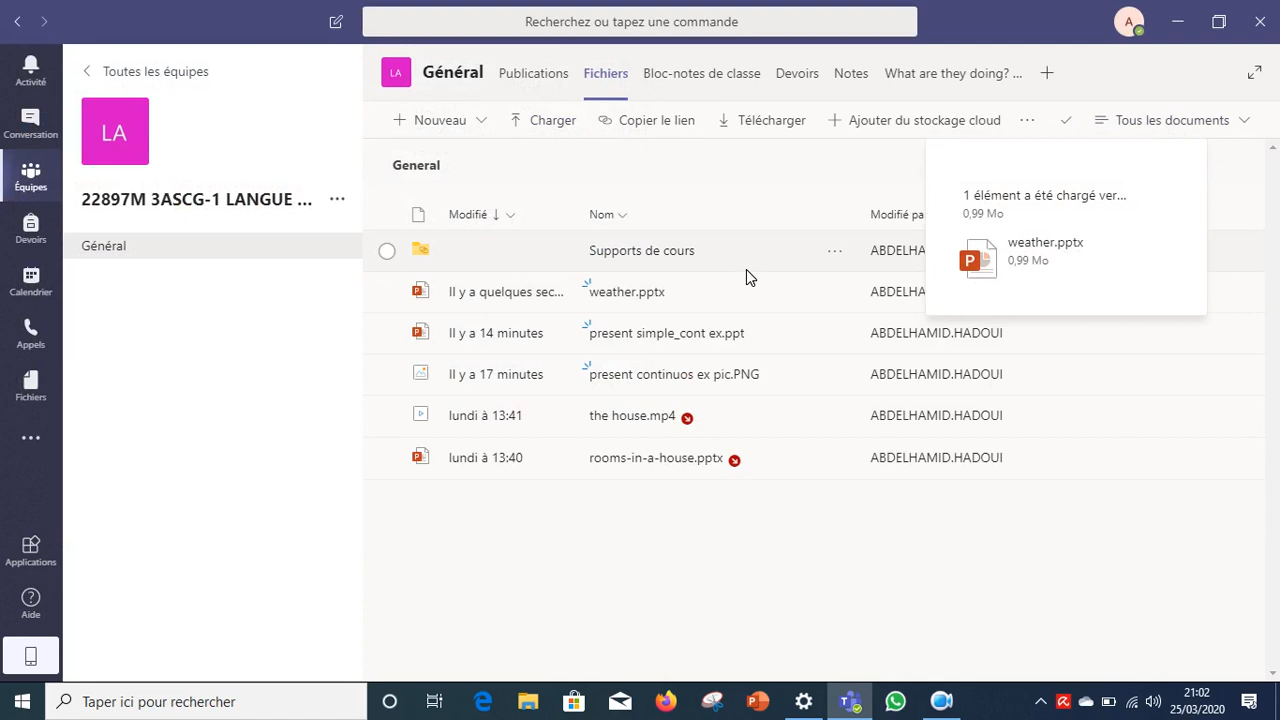 Recherchez ou tapez une commande
A
Activité
Conversation
Équipes
Devoirs
Calendrier
Appels
Fichiers
Applications
Aide
Toutes les équipes
LA
22897M 3ASCG-1 LANGUE ...
Général
LA
Général
Publications
Fichiers
Bloc-notes de classe
Devoirs
Notes
What are they doing? ...
Nouveau
Charger
Copier le lien
Télécharger
Ajouter du stockage cloud
Tous les documents
General
Modifié
Nom
Modifié pa
Supports de cours
ABDELHA
Il y a quelques sec...
weather.pptx
ABDELHA
Il y a 14 minutes
present simple_cont ex.ppt
ABDELHAMID.HADOUI
Il y a 17 minutes
present continuos ex pic.PNG
ABDELHAMID.HADOUI
lundi à 13:41
the house.mp4
ABDELHAMID.HADOUI
lundi à 13:40
rooms-in-a-house.pptx
ABDELHAMID.HADOUI
1 élément a été chargé ver...
0,99 Mo
weather.pptx
0,99 Mo
Taper ici pour rechercher
21:02
25/03/2020